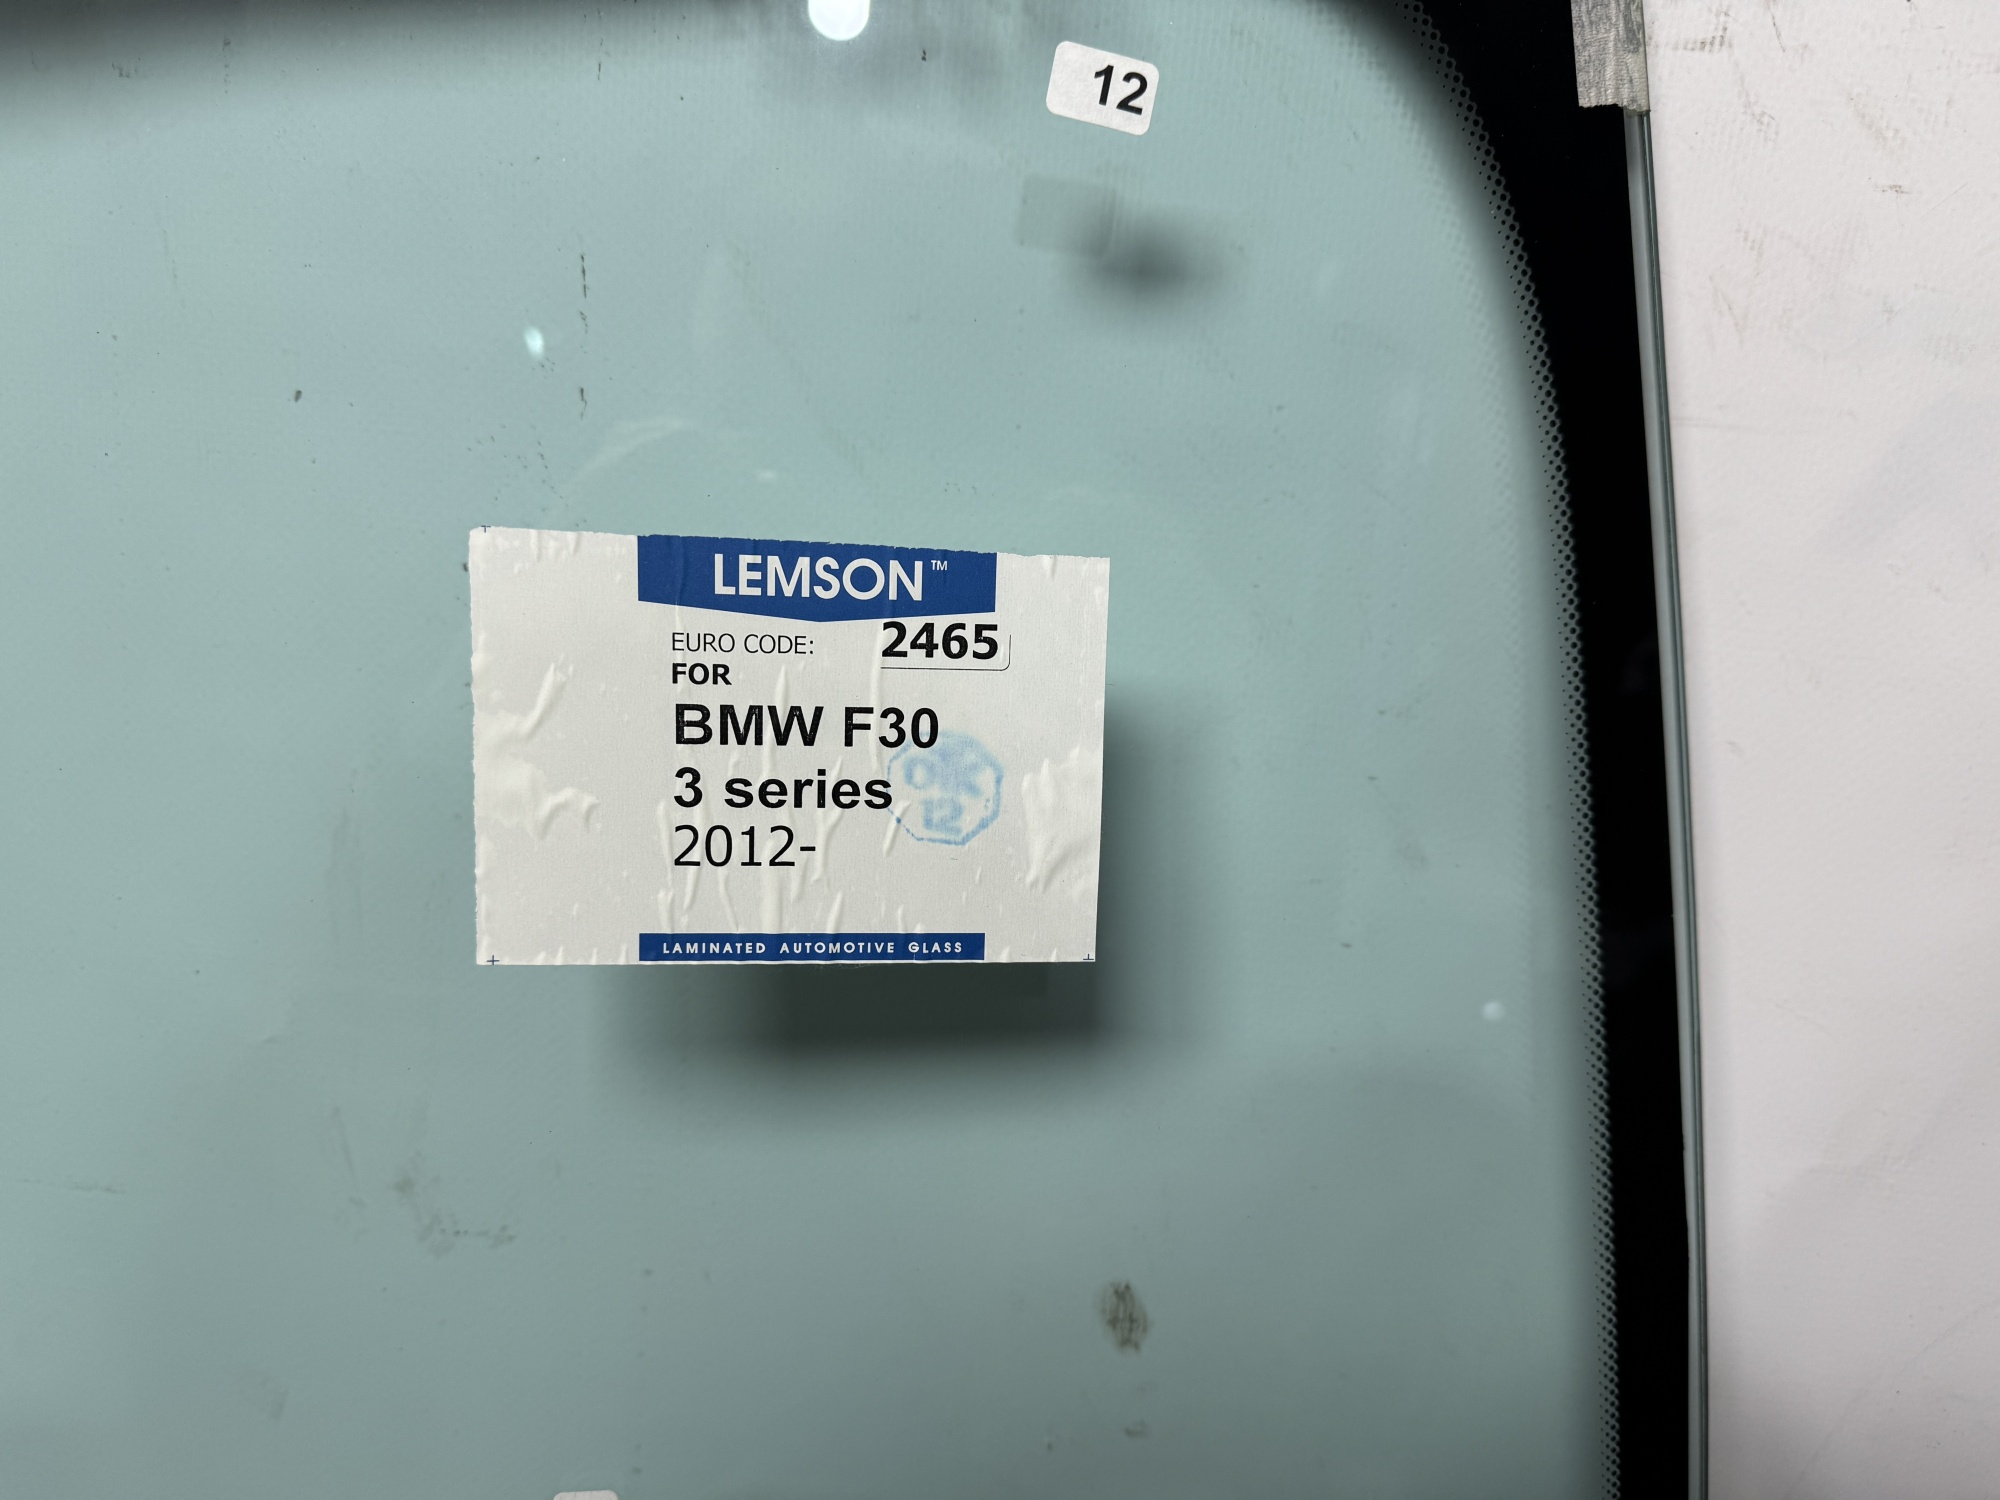 12
LEMSON™
EURO CODE: 2465
FOR
BMW F30
3 series
2012-
OK
12
LAMINATED AUTOMOTIVE GLASS